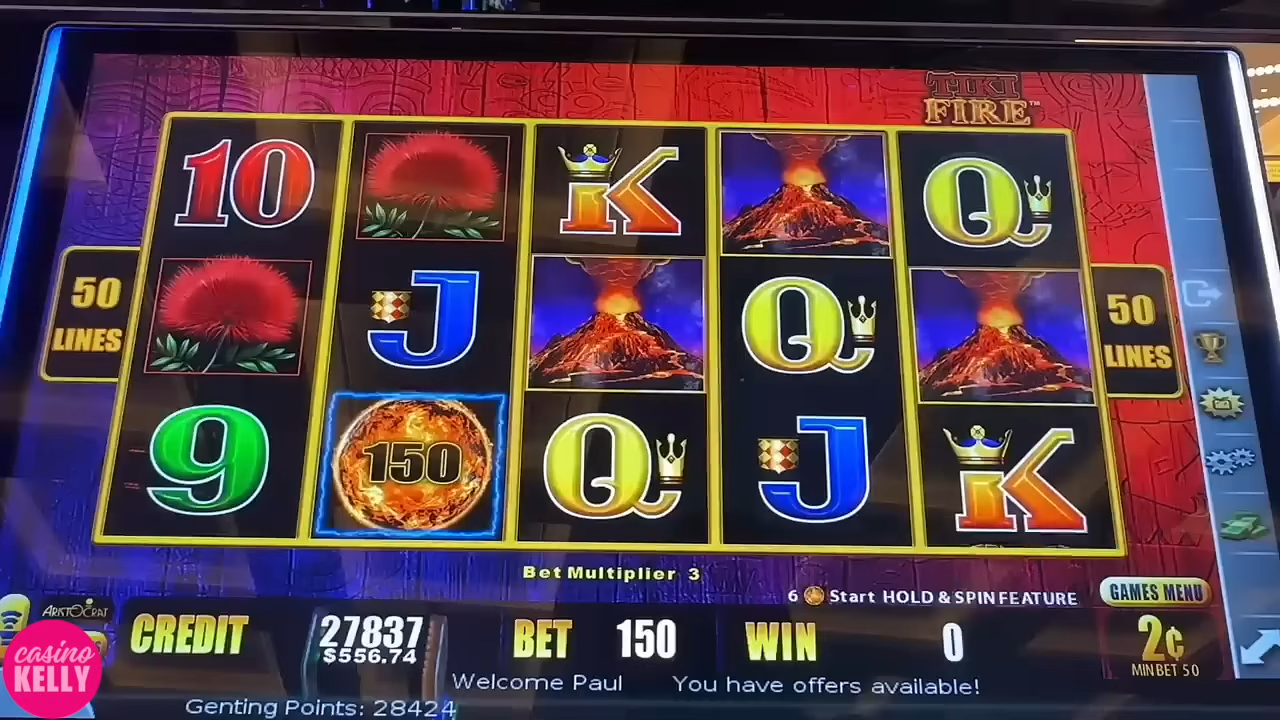 TIKI
FIRE™
10
K
Q
50
LINES
J
Q
50
LINES
9
150
Q
J
K
Bet Multiplier 3
6 Start HOLD & SPIN FEATURE
GAMES MENU
ARISTOCRAT
CREDIT
27837
$556.74
BET
150
WIN
0
2¢
MIN BET 50
casino
KELLY
Welcome Paul
You have offers available!
Genting Points: 28424